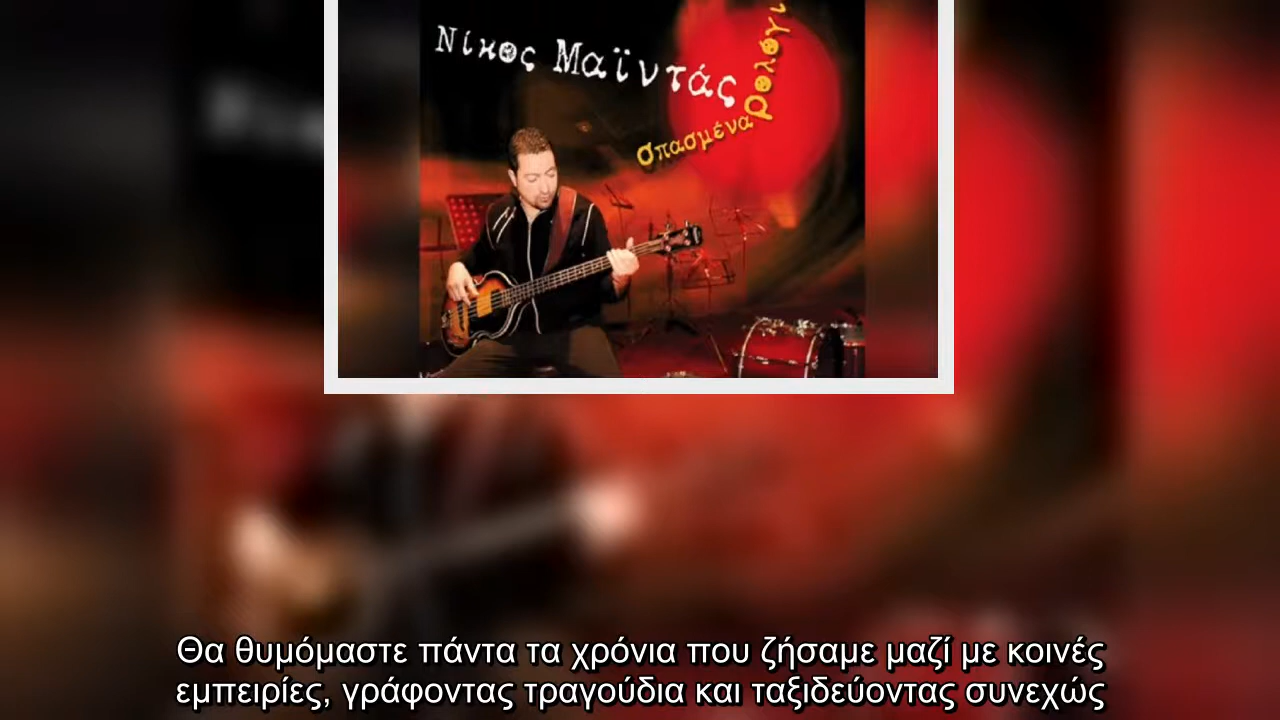 Νίκος Μαϊντάς
σπασμένα
Θα θυμόμαστε πάντα τα χρόνια που ζήσαμε μαζί με κοινές
εμπειρίες, γράφοντας τραγούδια και ταξιδεύοντας συνεχώς